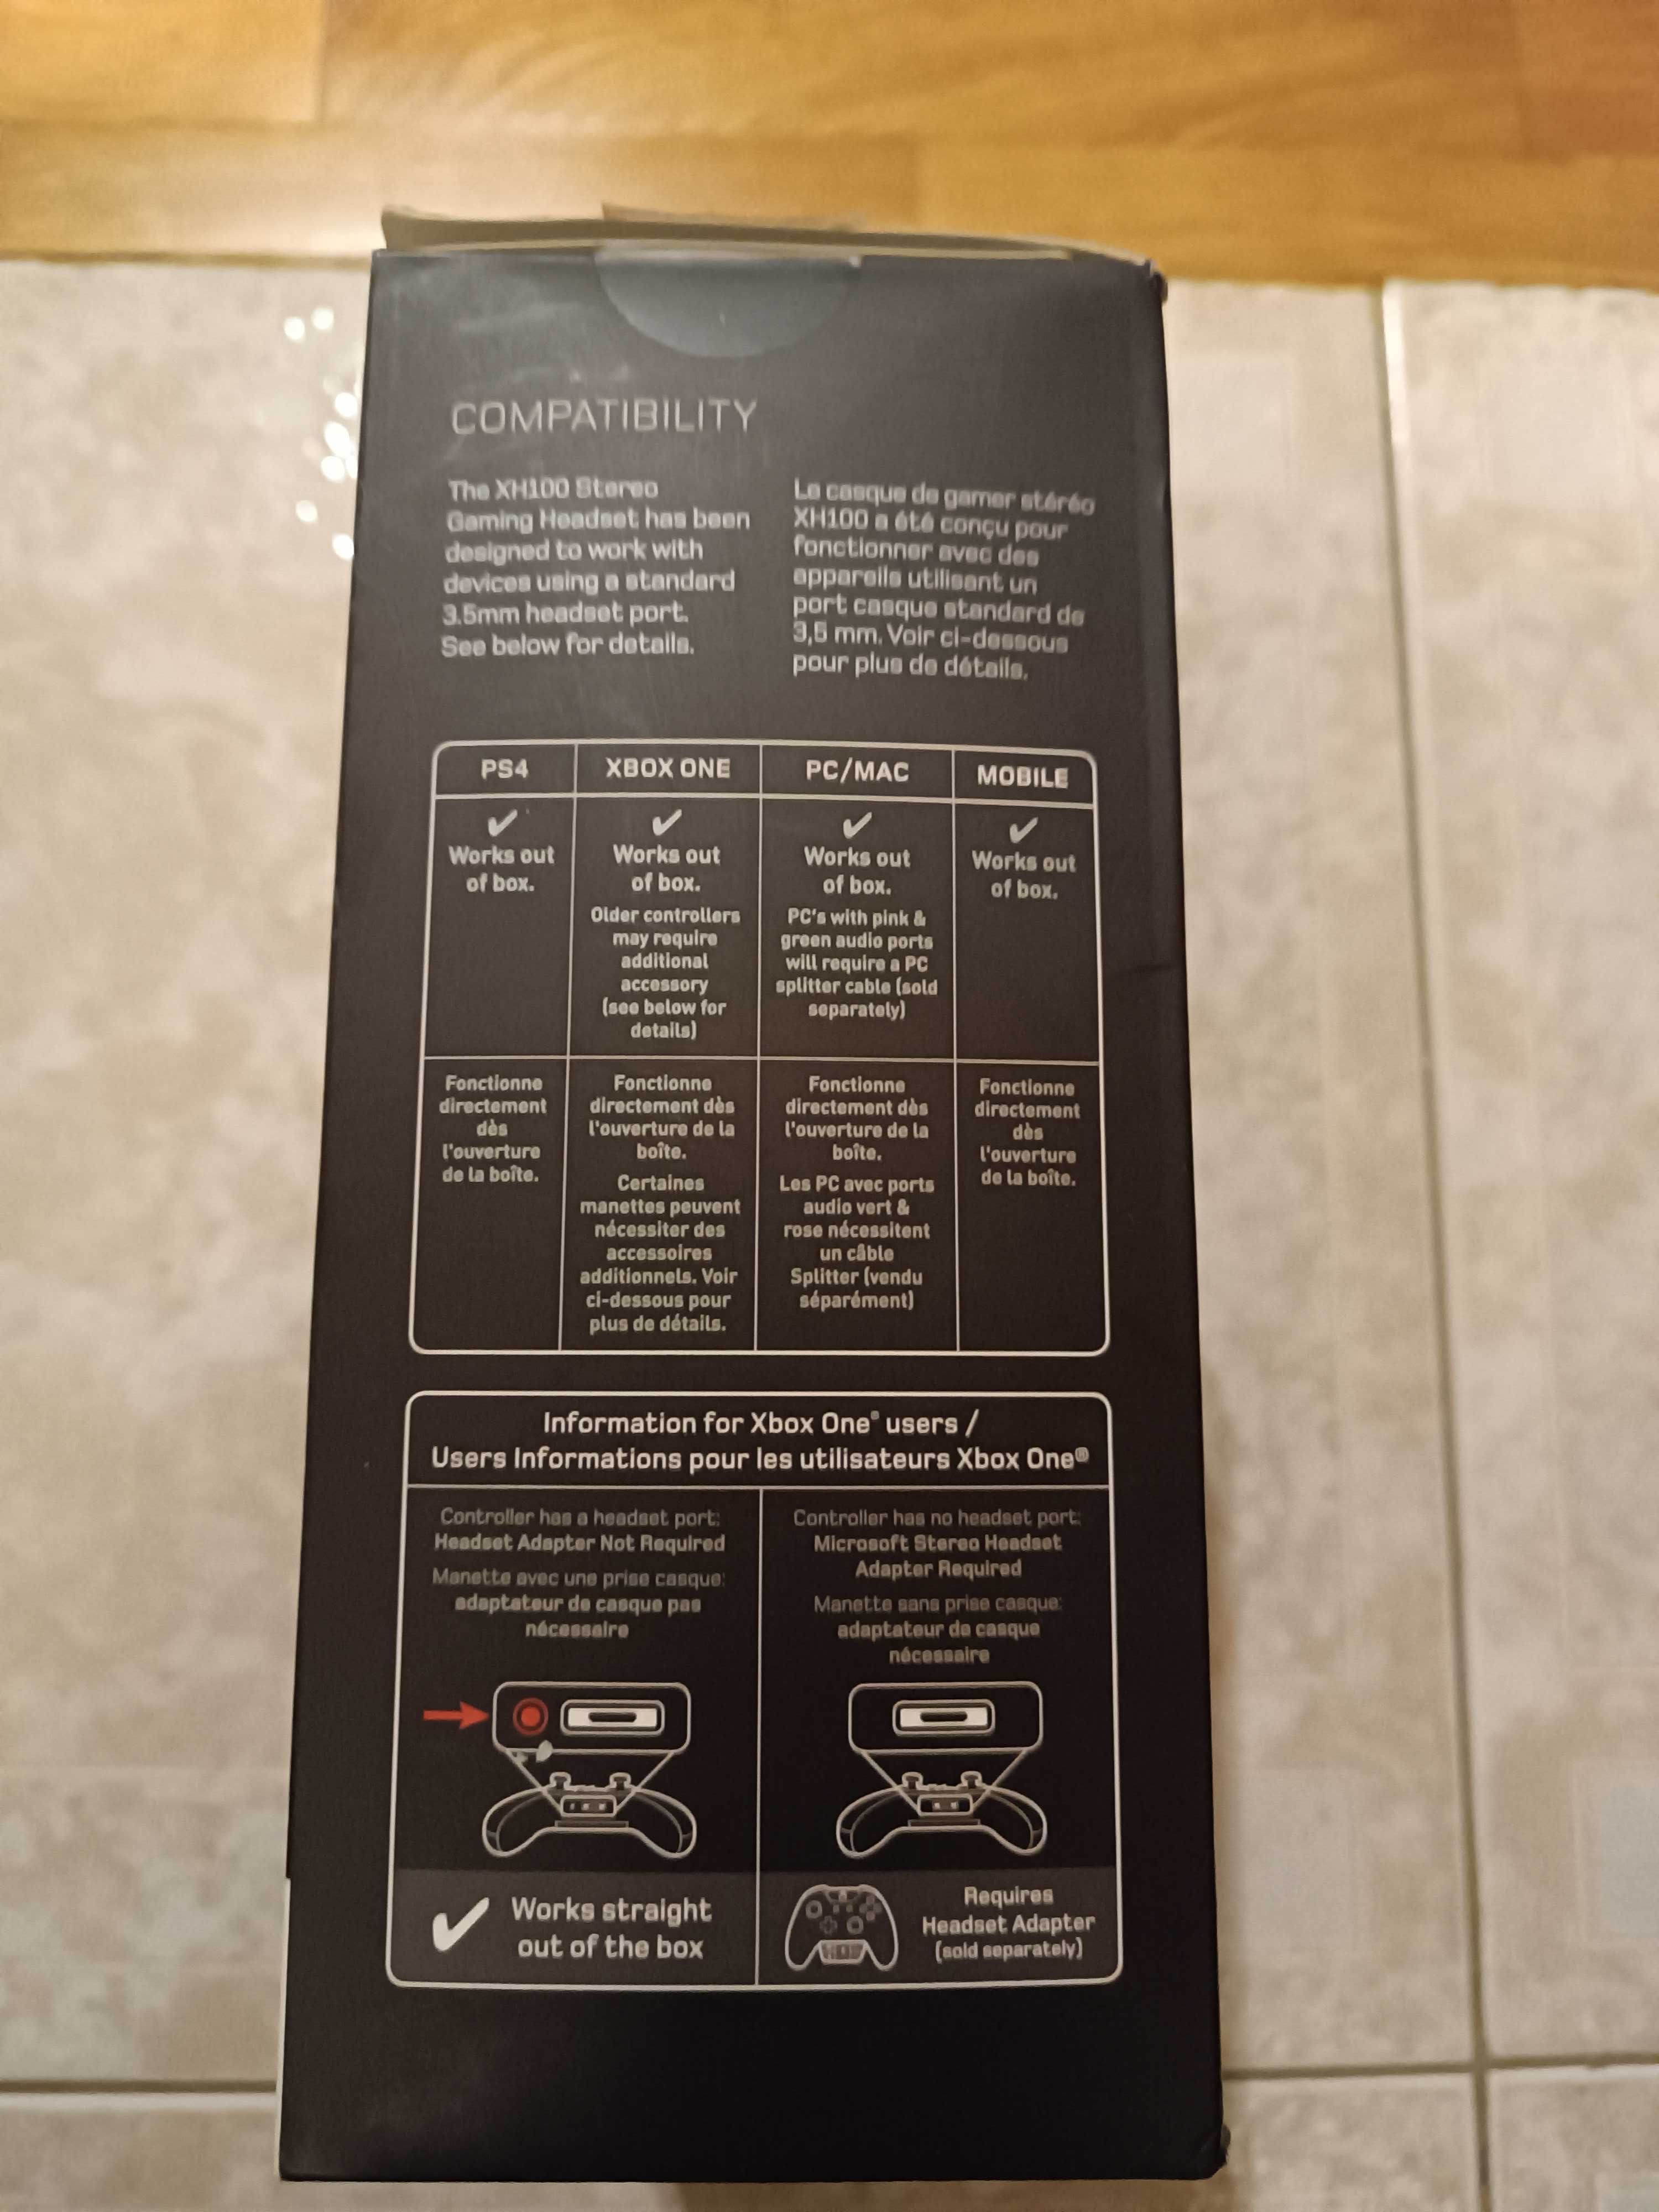 COMPATIBILITY
The XH100 Stereo
Gaming Headset has been
designed to work with
devices using a standard
3.5mm headset port.
See below for details.
Le casque de gamer stéréo
XH100 a été conçu pour
fonctionner avec des
appareils utilisant un
port casque standard de
3,5 mm. Voir ci-dessous
pour plus de détails.
PS4
XBOX ONE
PC/MAC
MOBILE
✓
Works out
of box.
✓
Works out
of box.
Older controllers
may require
additional
accessory
(see below for
details)
✓
Works out
of box.
PC's with pink &
green audio ports
will require a PC
splitter cable (sold
separately)
✓
Works out
of box.
Fonctionne
directement
dès
l'ouverture
de la boîte.
Fonctionne
directement dès
l'ouverture de la
boîte.
Certaines
manettes peuvent
nécessiter des
accessoires
additionnels. Voir
ci-dessous pour
plus de détails.
Fonctionne
directement dès
l'ouverture de la
boîte.
Les PC avec ports
audio vert &
rose nécessitent
un câble
Splitter (vendu
séparément)
Fonctionne
directement
dès
l'ouverture
de la boîte.
Information for Xbox One® users /
Users Informations pour les utilisateurs Xbox One®
Controller has a headset port:
Headset Adapter Not Required
Manette avec une prise casque:
adaptateur de casque pas
nécessaire
Controller has no headset port:
Microsoft Stereo Headset
Adapter Required
Manette sans prise casque:
adaptateur de casque
nécessaire
✓ Works straight
out of the box
Requires
Headset Adapter
(sold separately)